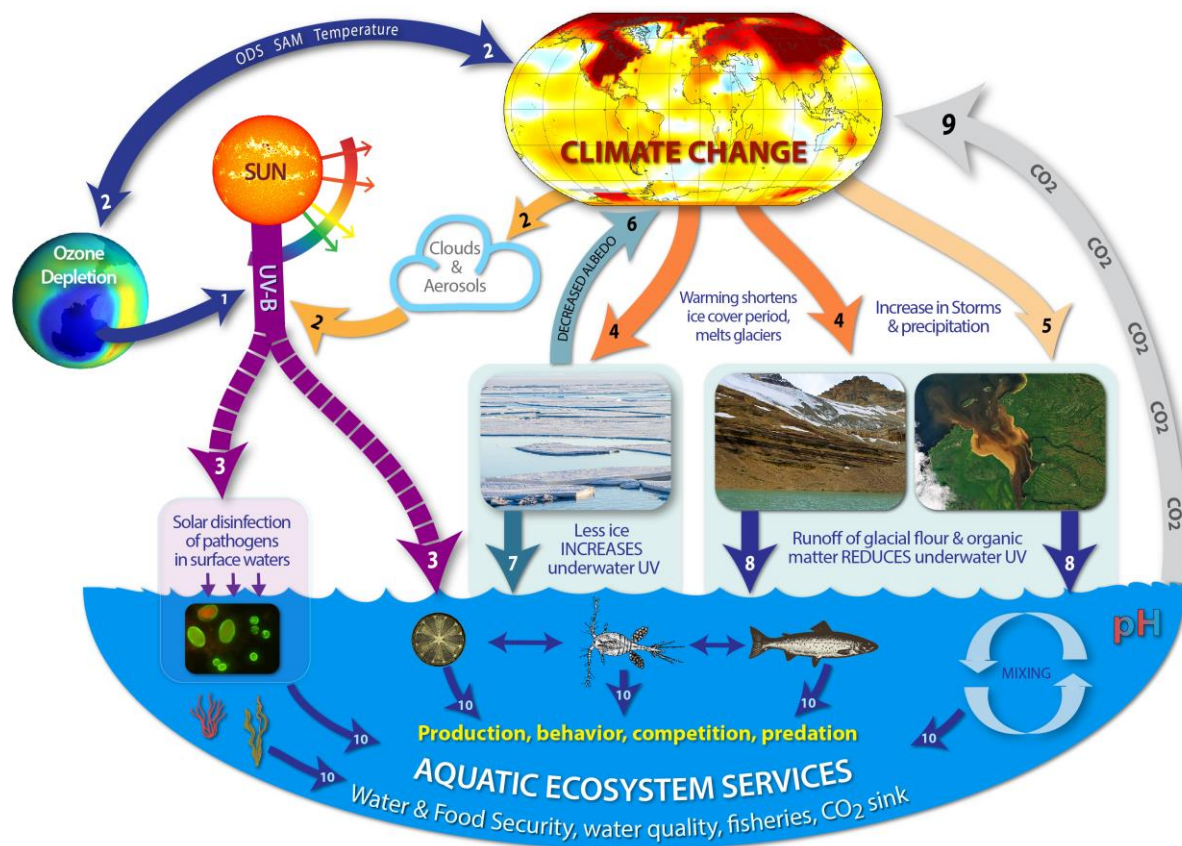 ODS SAM Temperature
2
2
CLIMATE CHANGE
9
SUN
Ozone
Depletion
1
UV-B
2
Clouds
&
Aerosols
2
DECREASED ALBEDO
6
4
Warming shortens
ice cover period,
melts glaciers
4
Increase in Storms
& precipitation
5
CO2
CO2
CO2
CO2
CO2
3
Solar disinfection
of pathogens
in surface waters
3
7
Less ice
INCREASES
underwater UV
8
Runoff of glacial flour & organic
matter REDUCES underwater UV
8
pH
MIXING
10
10
10
10
10
10
Production, behavior, competition, predation
AQUATIC ECOSYSTEM SERVICES
Water & Food Security, water quality, fisheries, CO2 sink